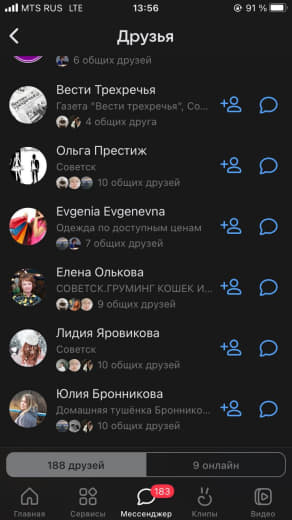 MTS RUS LTE 13:56 91 %
Друзья
6 общих друзей
Вести Трехречья
Газета "Вести трехречья", Со...
4 общих друга
Ольга Престиж
Советск
10 общих друзей
Evgenia Evgenevna
Одежда по доступным ценам
7 общих друзей
Елена Олькова
СОВЕТСК.ГРУМИНГ КОШЕК И...
9 общих друзей
Лидия Яровикова
Советск
10 общих друзей
Юлия Бронникова
Домашняя тушёнка Броннико...
10 общих друзей
188 друзей 9 онлайн
183
Главная Сервисы Мессенджер Клипы Видео